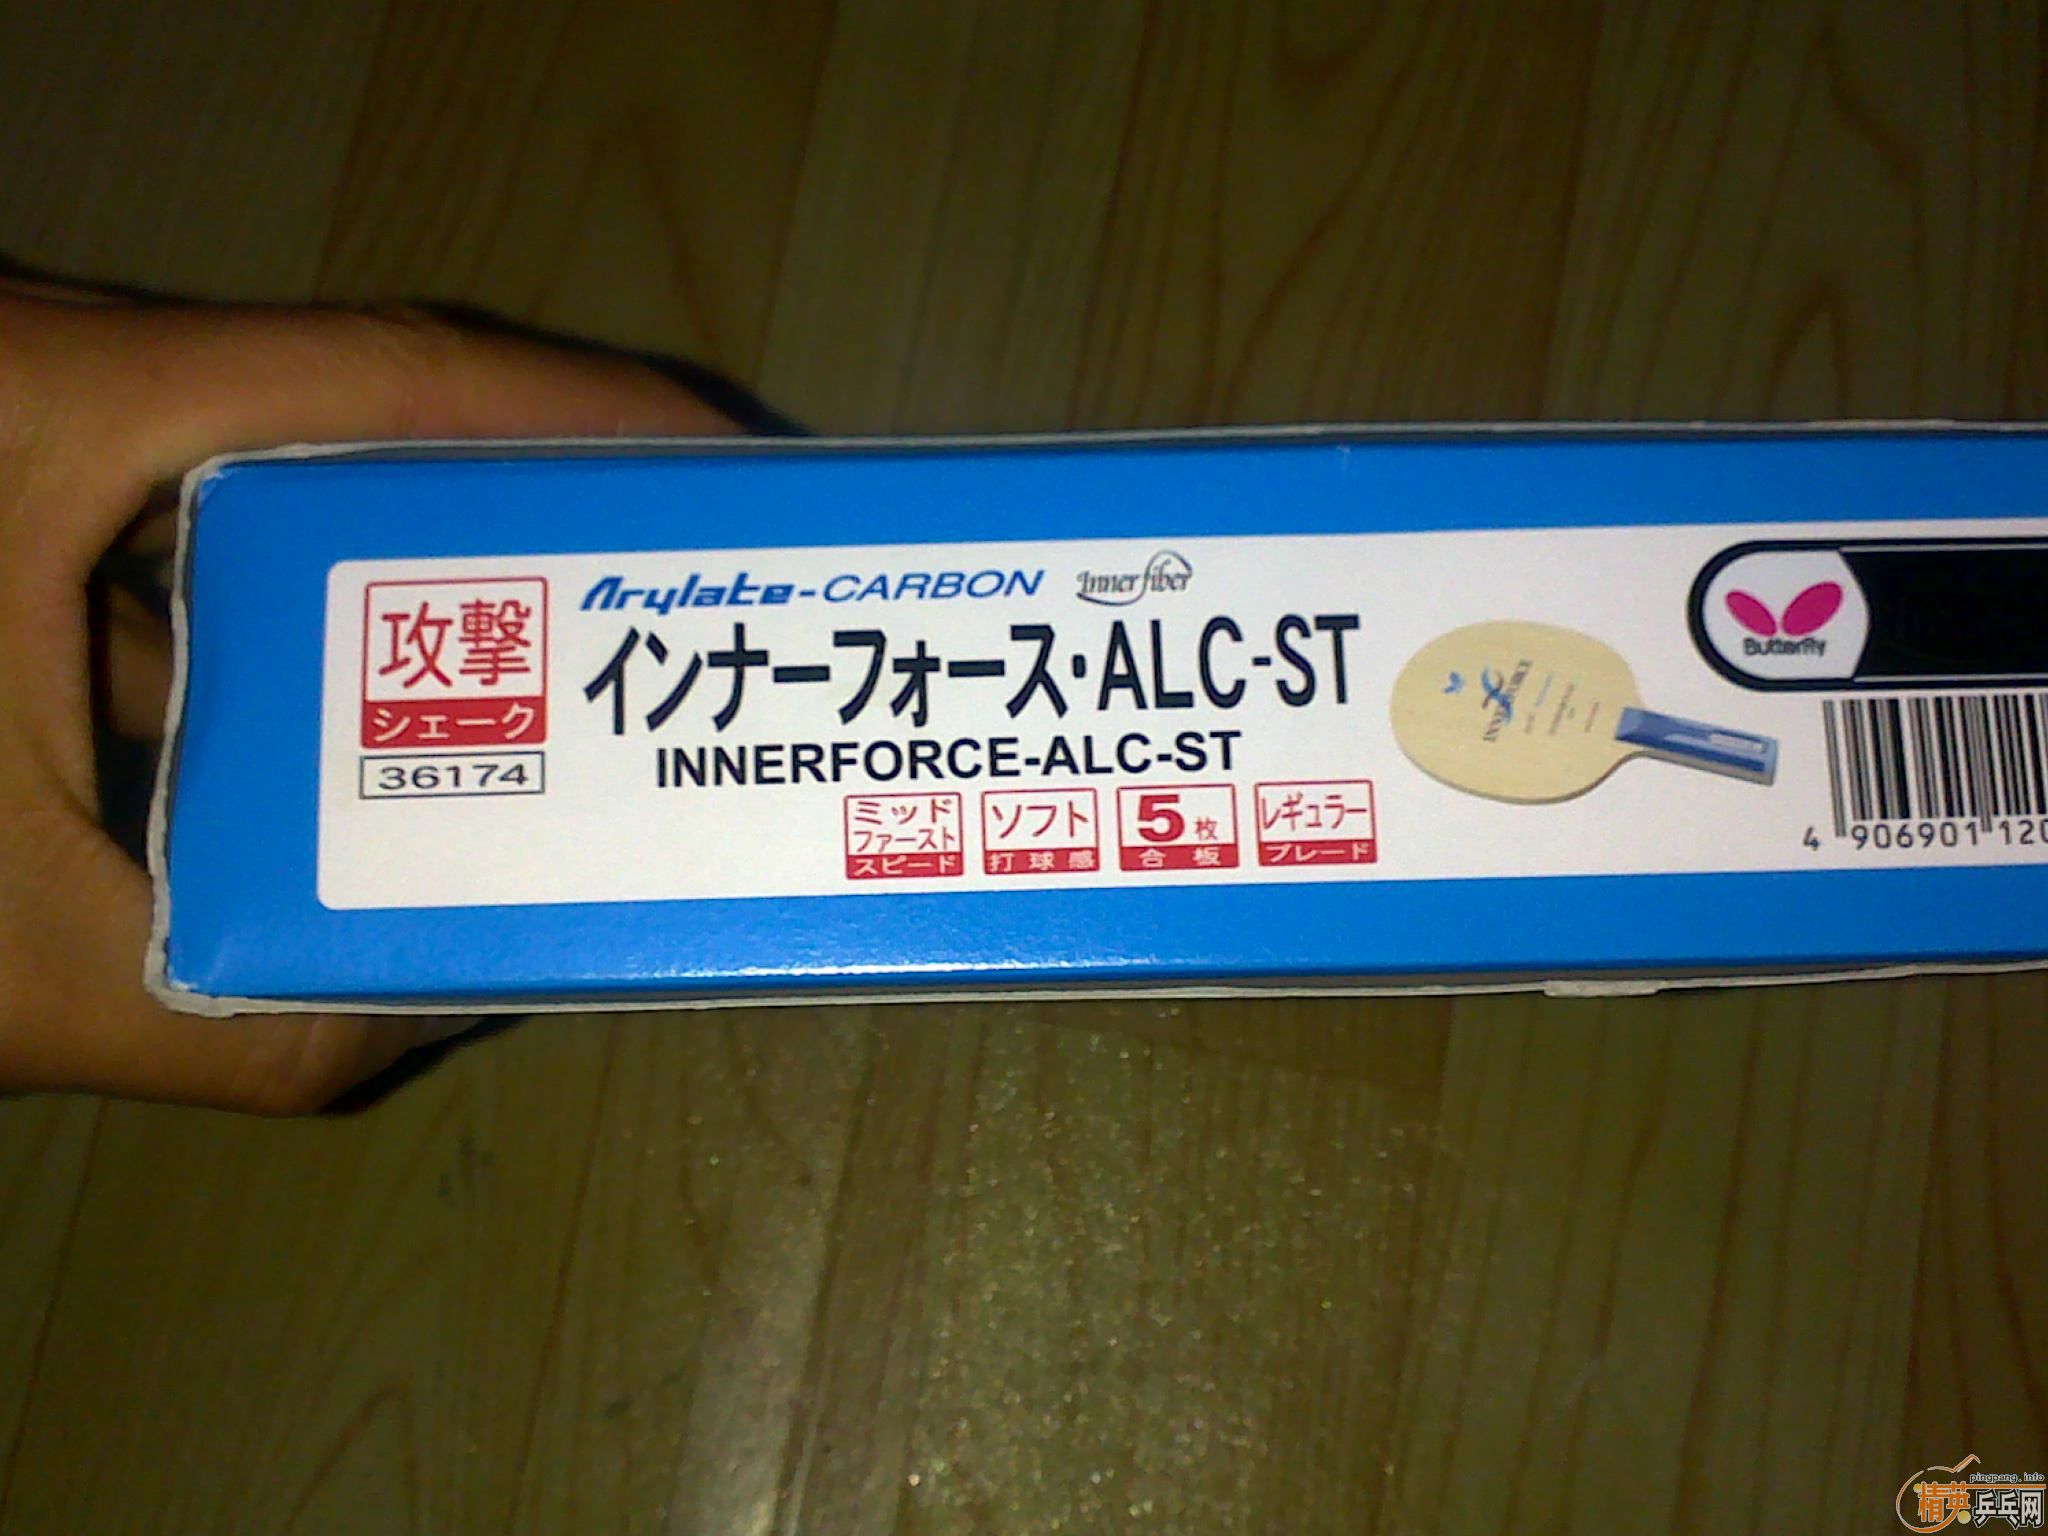 攻撃
シェーク
36174
Arylate-CARBON
Innerfiber
インナーフォース・ALC-ST
INNERFORCE-ALC-ST
ミッド
ファースト
スピード
ソフト
打球感
5枚
合板
レギュラー
ブレード
INNERFORCE
Butterfly
4 906901 120
pingpang.info
精英乒乓网